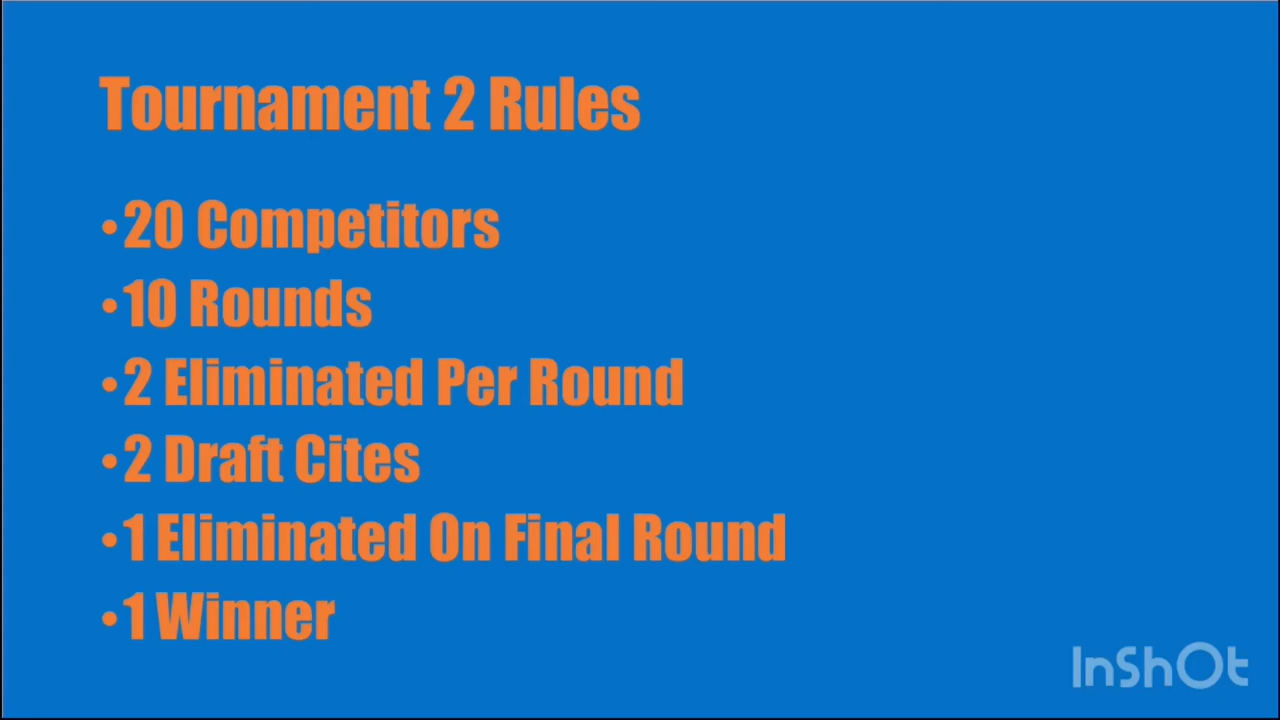 Tournament 2 Rules
•20 Competitors
•10 Rounds
•2 Eliminated Per Round
•2 Draft Cites
•1 Eliminated On Final Round
•1 Winner
InShOt